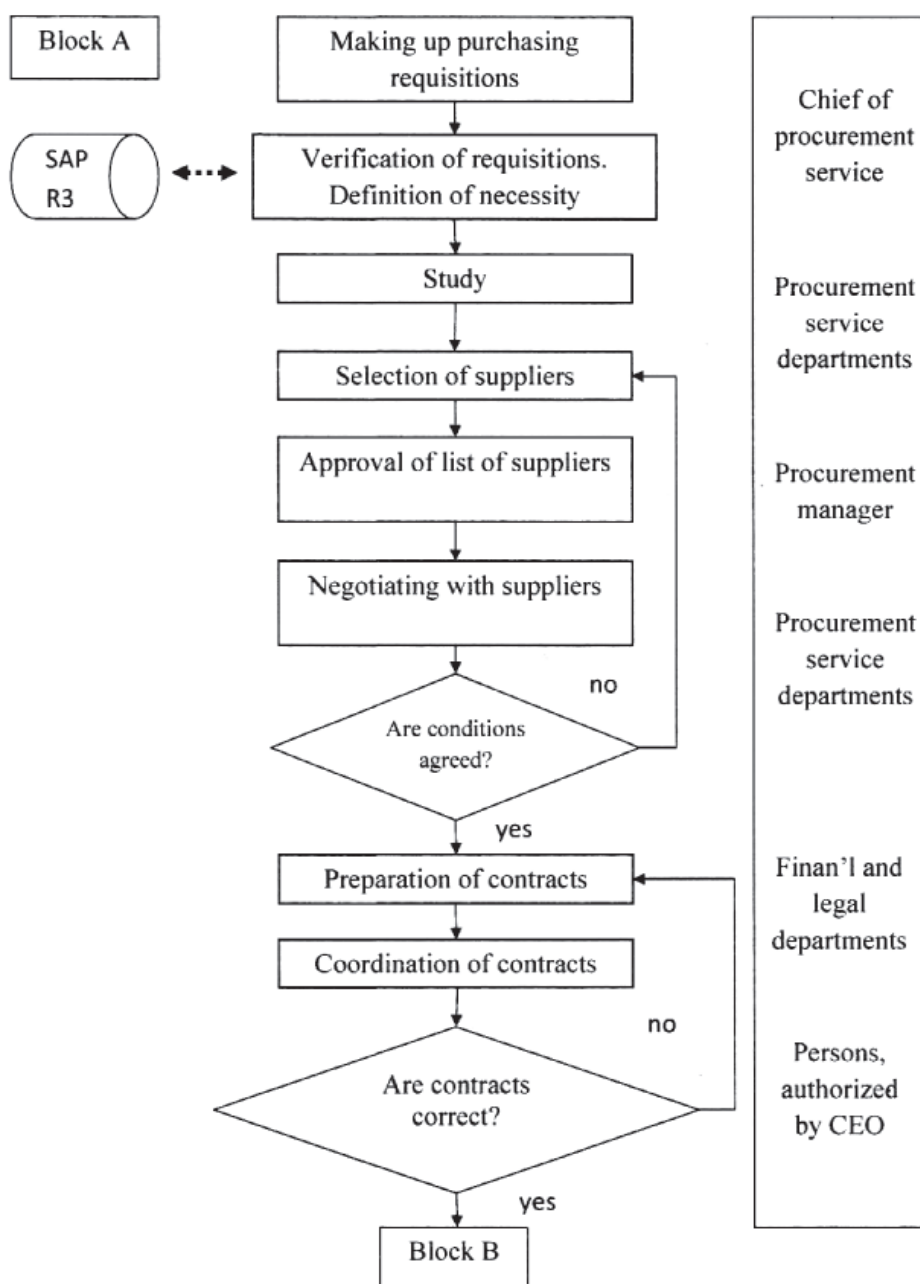 Block A
Making up purchasing
requisitions
SAP
R3
Verification of requisitions.
Definition of necessity
Study
Selection of suppliers
Approval of list of suppliers
Negotiating with suppliers
no
Are conditions
agreed?
yes
Preparation of contracts
Coordination of contracts
no
Are contracts
correct?
yes
Block B
Chief of
procurement
service
Procurement
service
departments
Procurement
manager
Procurement
service
departments
Finan'l and
legal
departments
Persons,
authorized
by CEO